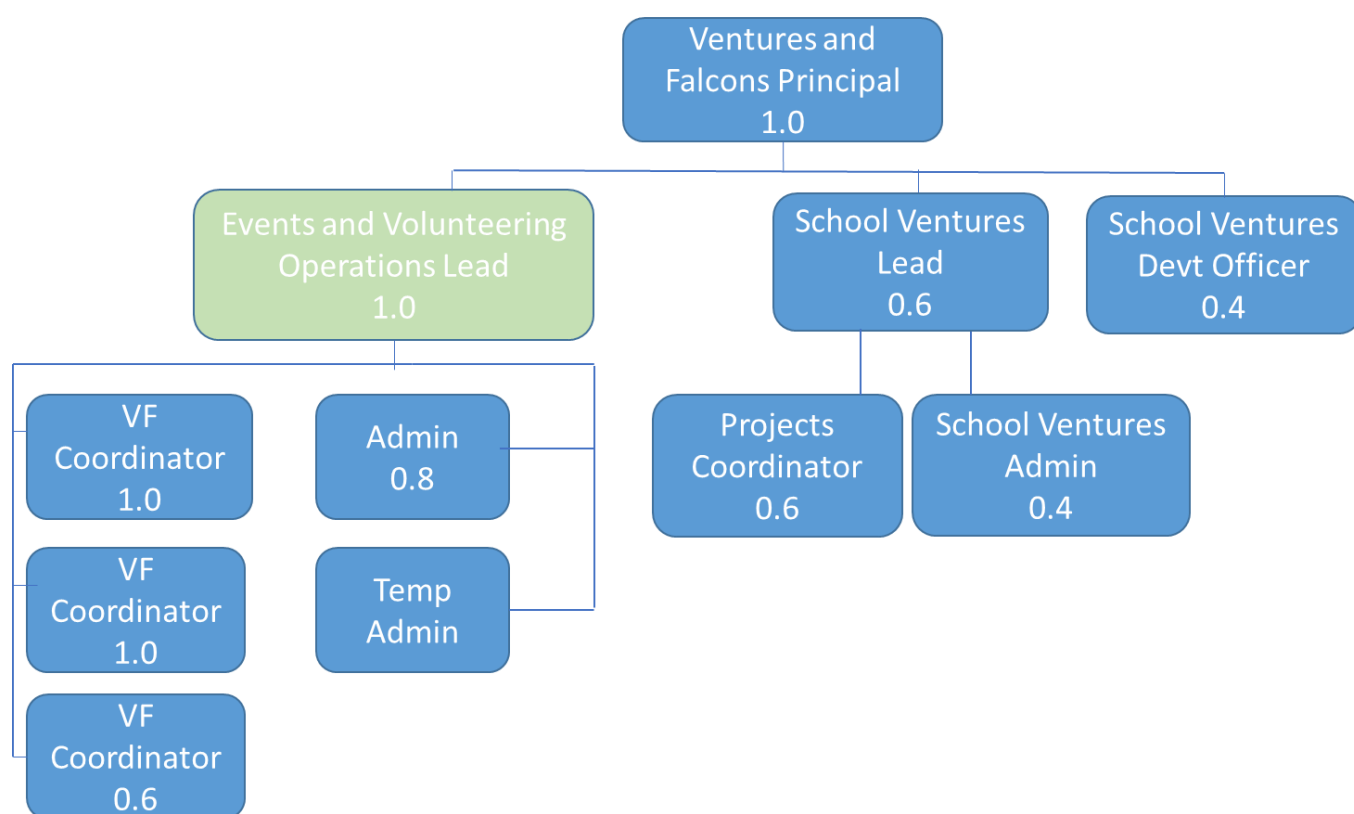 Ventures and
Falcons Principal
1.0
Events and Volunteering
Operations Lead
1.0
School Ventures
Lead
0.6
School Ventures
Devt Officer
0.4
VF
Coordinator
1.0
Admin
0.8
Projects
Coordinator
0.6
School Ventures
Admin
0.4
VF
Coordinator
1.0
Temp
Admin
VF
Coordinator
0.6